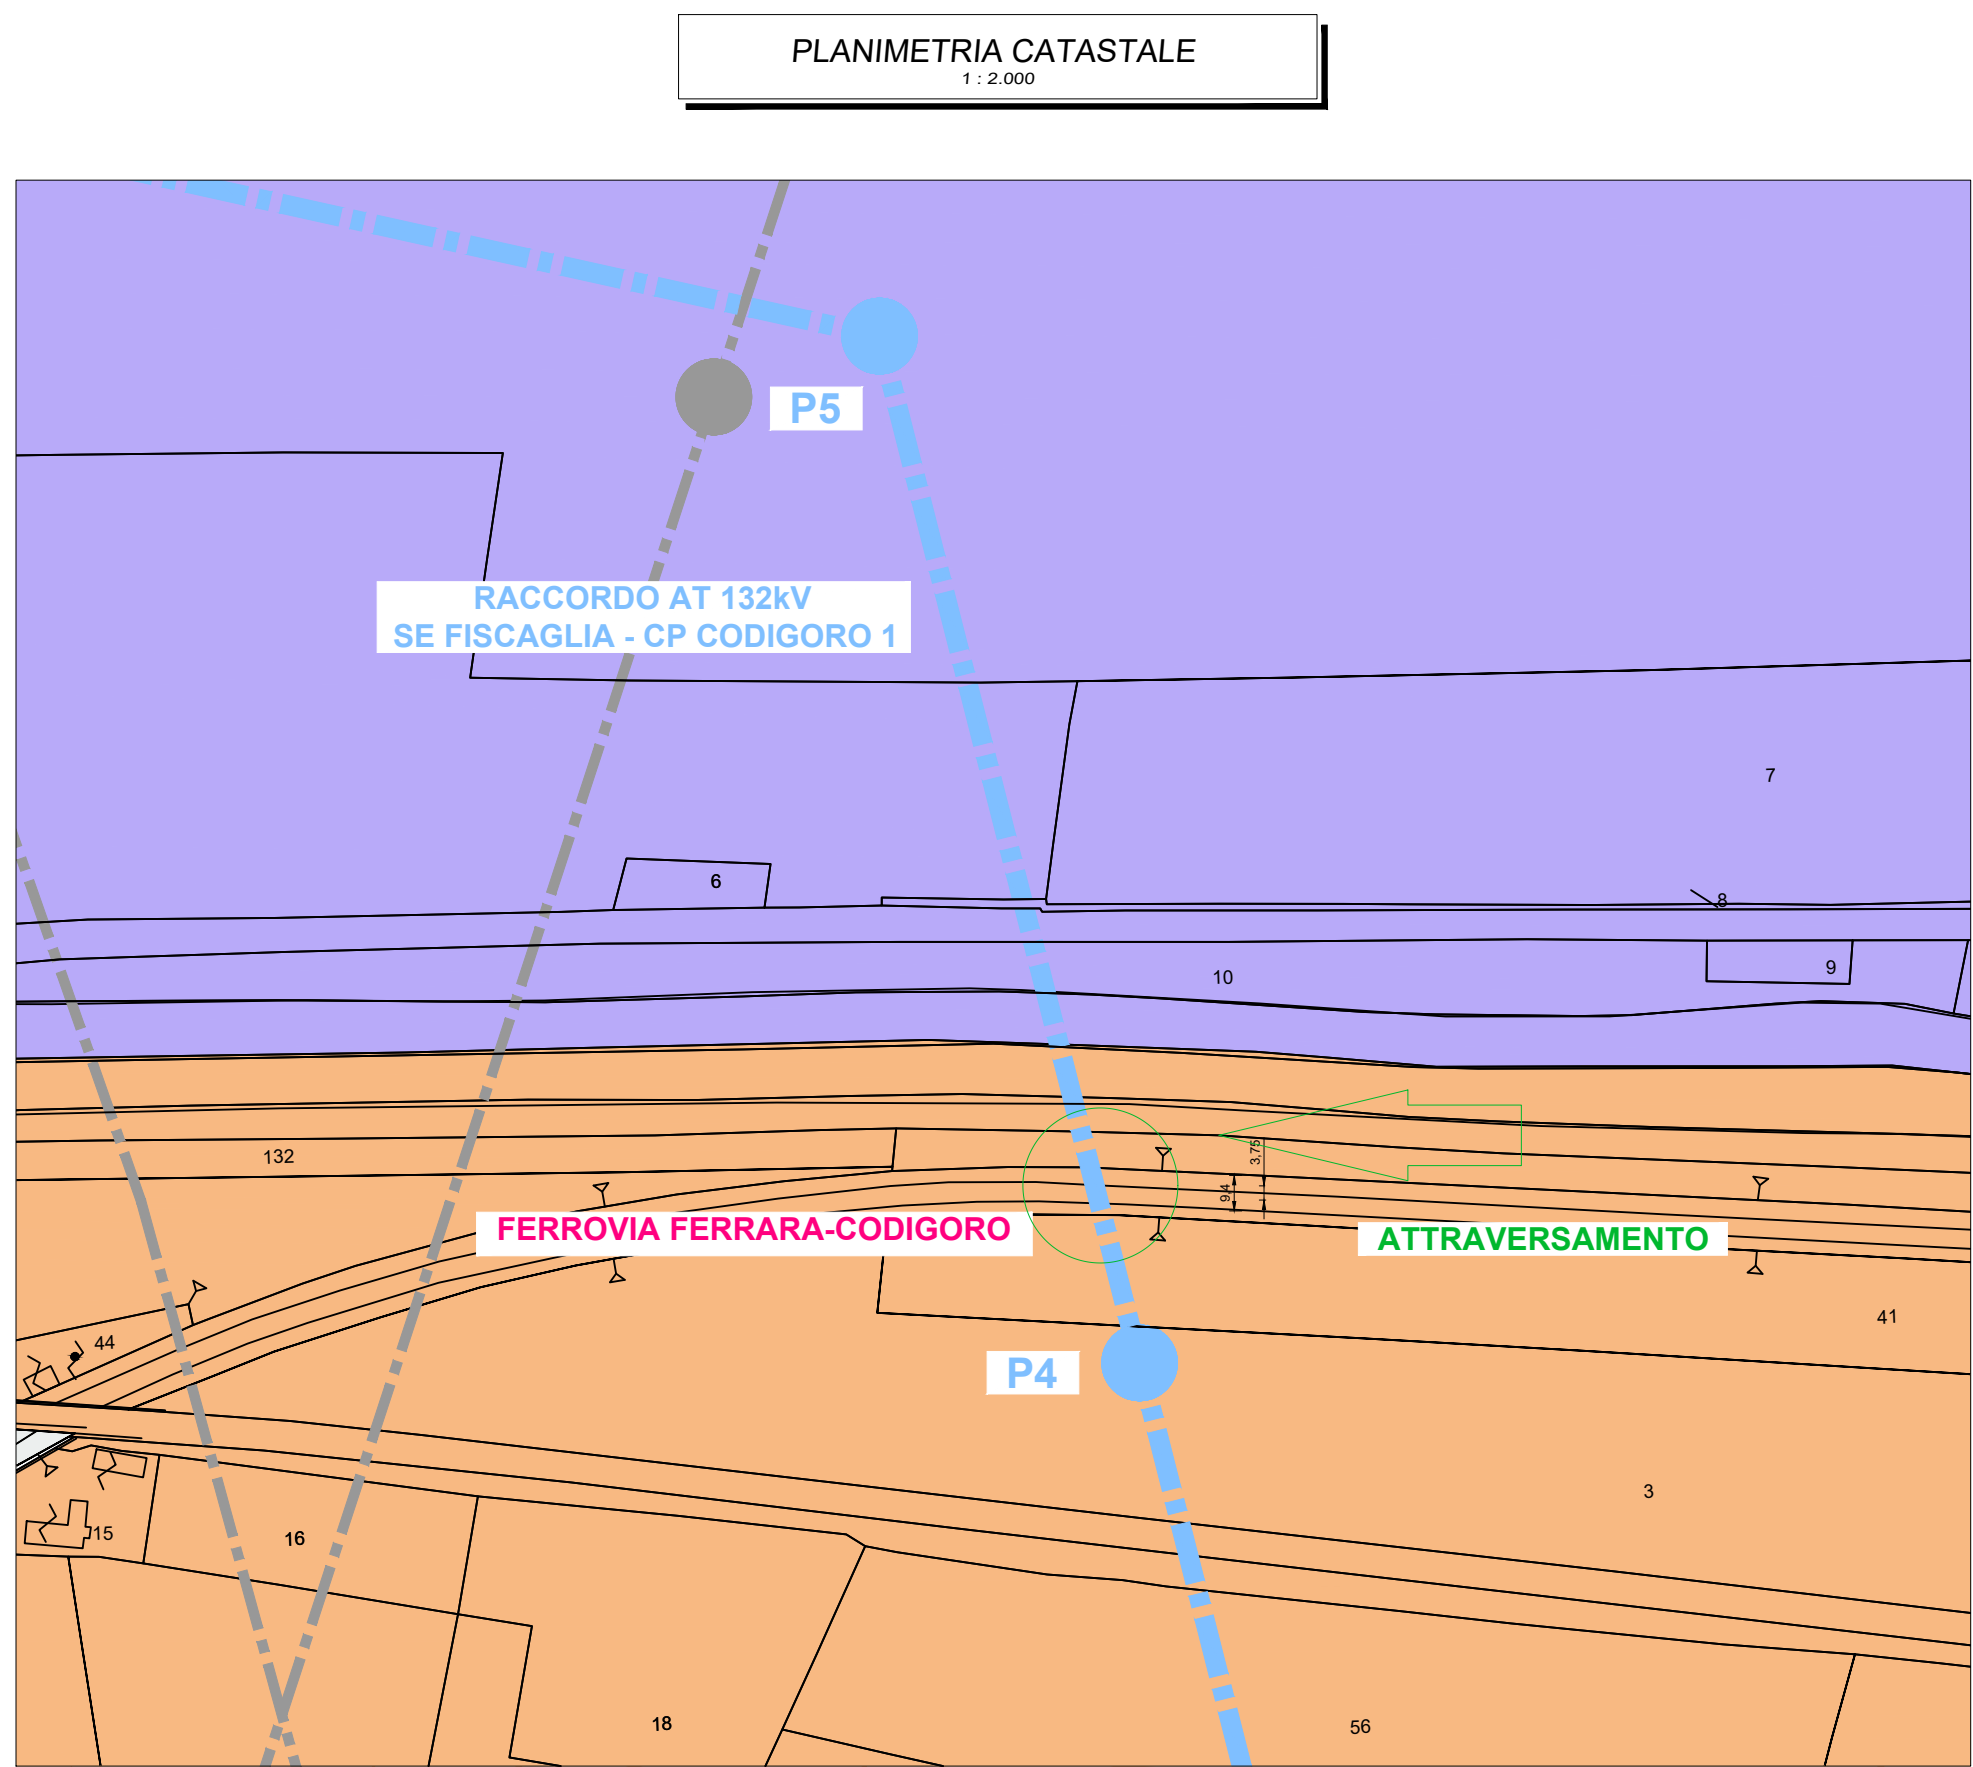 PLANIMETRIA CATASTALE
1 : 2.000
P5
RACCORDO AT 132kV
SE FISCAGLIA - CP CODIGORO 1
7
6
8
9
10
132
3,75
9,4
FERROVIA FERRARA-CODIGORO
ATTRAVERSAMENTO
41
44
P4
3
15
16
18
56